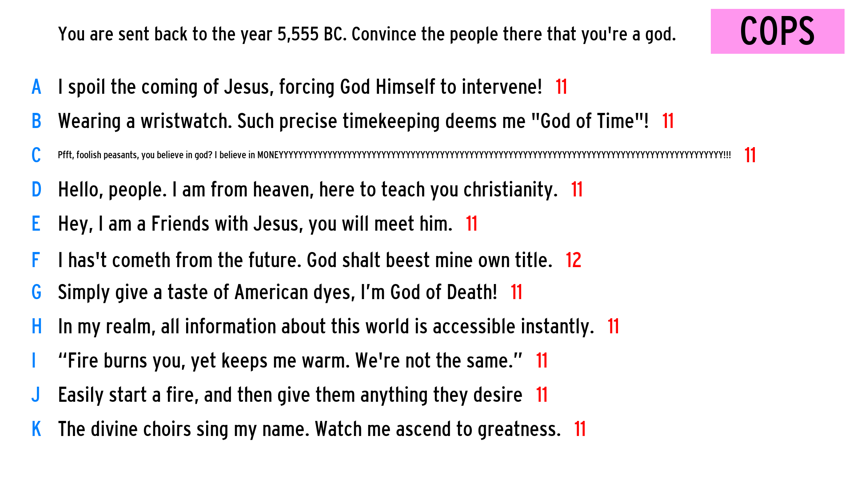 You are sent back to the year 5,555 BC. Convince the people there that you're a god.
COPS
A I spoil the coming of Jesus, forcing God Himself to intervene! 11
B Wearing a wristwatch. Such precise timekeeping deems me "God of Time"! 11
C Pfft, foolish peasants, you believe in god? I believe in MONEYYYYYYYYYYYYYYYYYYYYYYYYYYYYYYYYYYYYYYYYYYYYYYYYYYYYYYYYYYYYYYYYYYYYYYYYYYYYYYYYYYYYYYYYYYYYY!!! 11
D Hello, people. I am from heaven, here to teach you christianity. 11
E Hey, I am a Friends with Jesus, you will meet him. 11
F I has't cometh from the future. God shalt beest mine own title. 12
G Simply give a taste of American dyes, I’m God of Death! 11
H In my realm, all information about this world is accessible instantly. 11
I “Fire burns you, yet keeps me warm. We're not the same.” 11
J Easily start a fire, and then give them anything they desire 11
K The divine choirs sing my name. Watch me ascend to greatness. 11